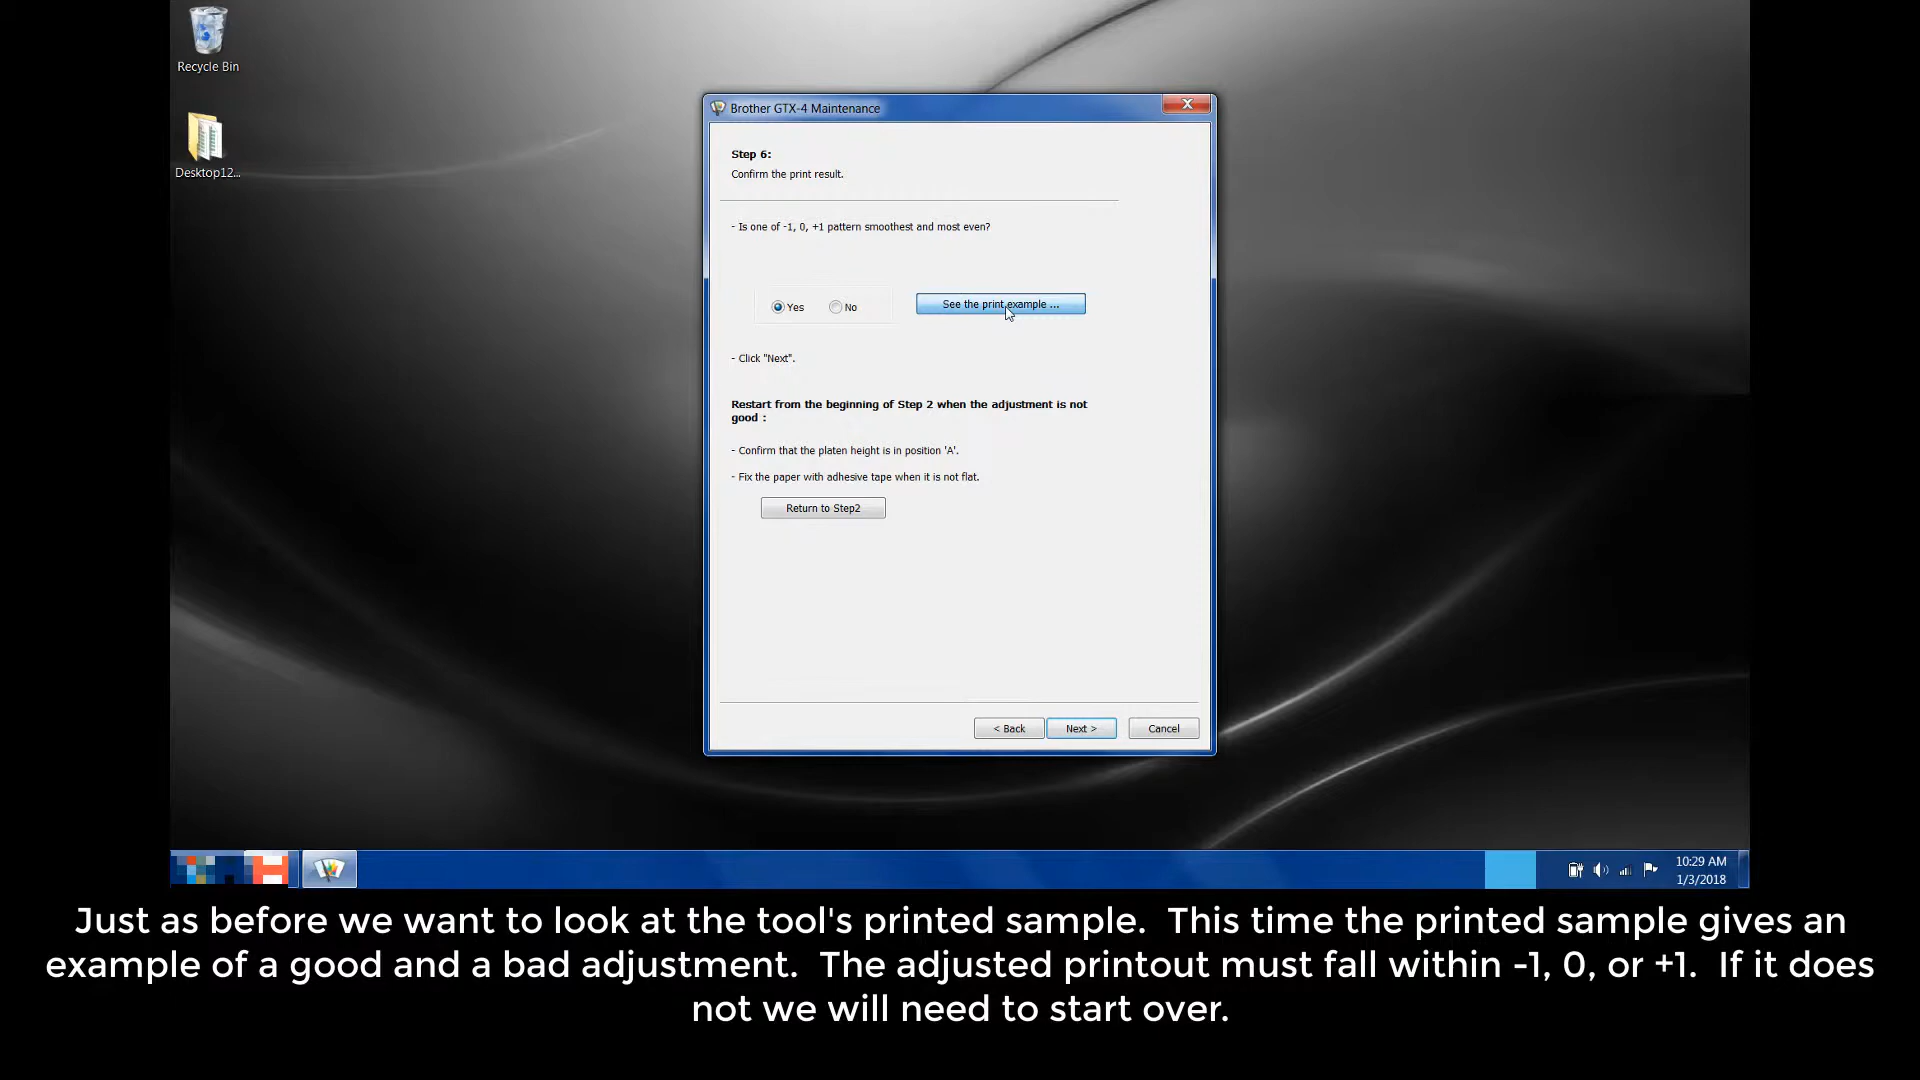 Recycle Bin
Desktop12...
Brother GTX-4 Maintenance
Step 6:
Confirm the print result.
- Is one of -1, 0, +1 pattern smoothest and most even?
Yes
No
See the print example ...
- Click "Next".
Restart from the beginning of Step 2 when the adjustment is not
good :
- Confirm that the platen height is in position 'A'.
- Fix the paper with adhesive tape when it is not flat.
Return to Step2
< Back
Next >
Cancel
10:29 AM
1/3/2018
Just as before we want to look at the tool's printed sample. This time the printed sample gives an
example of a good and a bad adjustment. The adjusted printout must fall within -1, 0, or +1. If it does
not we will need to start over.